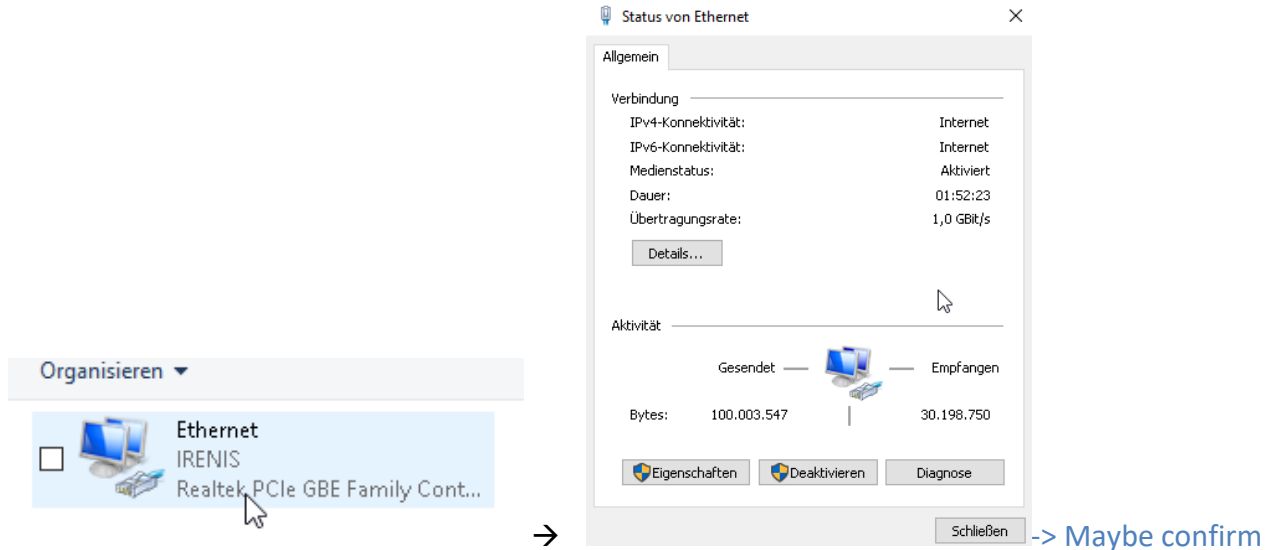 Organisieren
Ethernet
IRENIS
Realtek PCIe GBE Family Cont...
→
Status von Ethernet
Allgemein
Verbindung
IPv4-Konnektivität: Internet
IPv6-Konnektivität: Internet
Medienstatus: Aktiviert
Dauer: 01:52:23
Übertragungsrate: 1,0 GBit/s
Details...
Aktivität
Gesendet — — Empfangen
Bytes: 100.003.547 | 30.198.750
Eigenschaften Deaktivieren Diagnose
Schließen
-> Maybe confirm